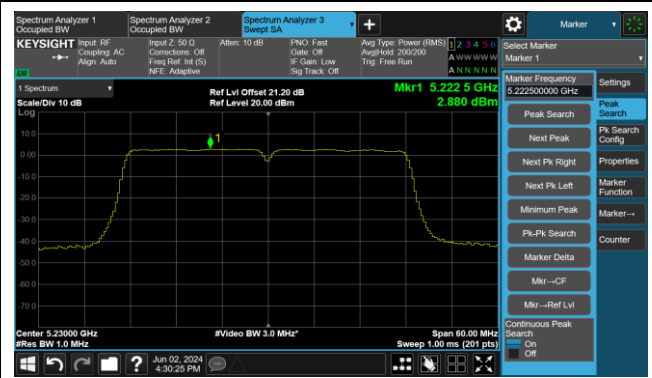 Spectrum Analyzer 1
Occupied BW
Spectrum Analyzer 2
Occupied BW
Spectrum Analyzer 3
Swept SA
+
Marker
KEYSIGHT
Input: RF
Coupling: AC
Align: Auto
Input Z: 50 Ω
Corrections: Off
Freq Ref: Int (S)
NFE: Adaptive
Atten: 10 dB
PNO: Fast
Gate: Off
IF Gain: Low
Sig Track: Off
Avg Type: Power (RMS)
Avg|Hold: 200/200
Trig: Free Run
1 2 3 4 5 6
A W W W W W
A N N N N N
LXI
Select Marker
Marker 1
1 Spectrum
Scale/Div 10 dB
Log
Ref Lvl Offset 21.20 dB
Ref Level 20.00 dBm
Mkr1 5.222 5 GHz
2.880 dBm
1
10.0
0.00
-10.0
-20.0
-30.0
-40.0
-50.0
-60.0
-70.0
Center 5.23000 GHz
#Res BW 1.0 MHz
#Video BW 3.0 MHz*
Span 60.00 MHz
Sweep 1.00 ms (201 pts)
Marker Frequency
5.222500000 GHz
Peak Search
Next Peak
Next Pk Right
Next Pk Left
Minimum Peak
Pk-Pk Search
Marker Delta
Mkr→CF
Mkr→Ref Lvl
Continuous Peak
Search
On
Off
Settings
Peak
Search
Pk Search
Config
Properties
Marker
Function
Marker→
Counter
?
Jun 02, 2024
4:30:25 PM